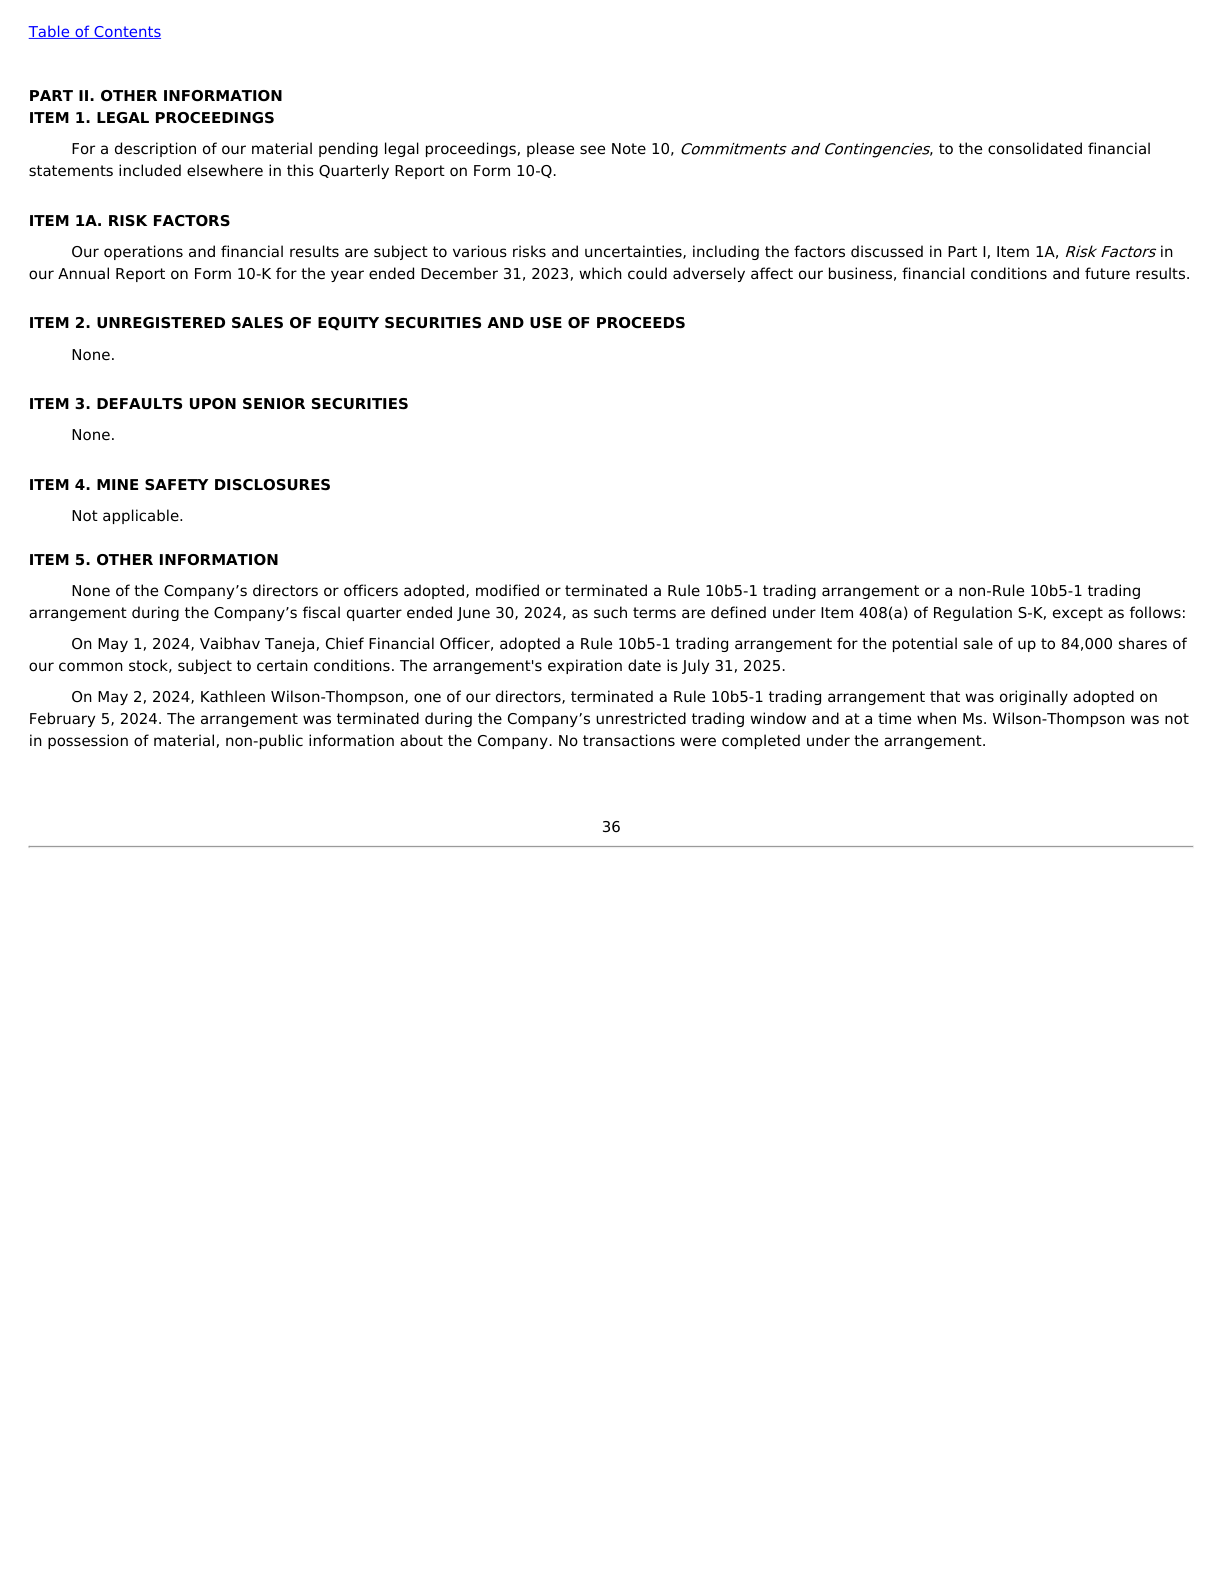 Table of Contents
PART II. OTHER INFORMATION
ITEM 1. LEGAL PROCEEDINGS
For a description of our material pending legal proceedings, please see Note 10, Commitments and Contingencies, to the consolidated financial
statements included elsewhere in this Quarterly Report on Form 10-Q.
ITEM 1A. RISK FACTORS
Our operations and financial results are subject to various risks and uncertainties, including the factors discussed in Part I, Item 1A, Risk Factors in
our Annual Report on Form 10-K for the year ended December 31, 2023, which could adversely affect our business, financial conditions and future results.
ITEM 2. UNREGISTERED SALES OF EQUITY SECURITIES AND USE OF PROCEEDS
None.
ITEM 3. DEFAULTS UPON SENIOR SECURITIES
None.
ITEM 4. MINE SAFETY DISCLOSURES
Not applicable.
ITEM 5. OTHER INFORMATION
None of the Company’s directors or officers adopted, modified or terminated a Rule 10b5-1 trading arrangement or a non-Rule 10b5-1 trading
arrangement during the Company’s fiscal quarter ended June 30, 2024, as such terms are defined under Item 408(a) of Regulation S-K, except as follows:
On May 1, 2024, Vaibhav Taneja, Chief Financial Officer, adopted a Rule 10b5-1 trading arrangement for the potential sale of up to 84,000 shares of
our common stock, subject to certain conditions. The arrangement's expiration date is July 31, 2025.
On May 2, 2024, Kathleen Wilson-Thompson, one of our directors, terminated a Rule 10b5-1 trading arrangement that was originally adopted on
February 5, 2024. The arrangement was terminated during the Company’s unrestricted trading window and at a time when Ms. Wilson-Thompson was not
in possession of material, non-public information about the Company. No transactions were completed under the arrangement.
36